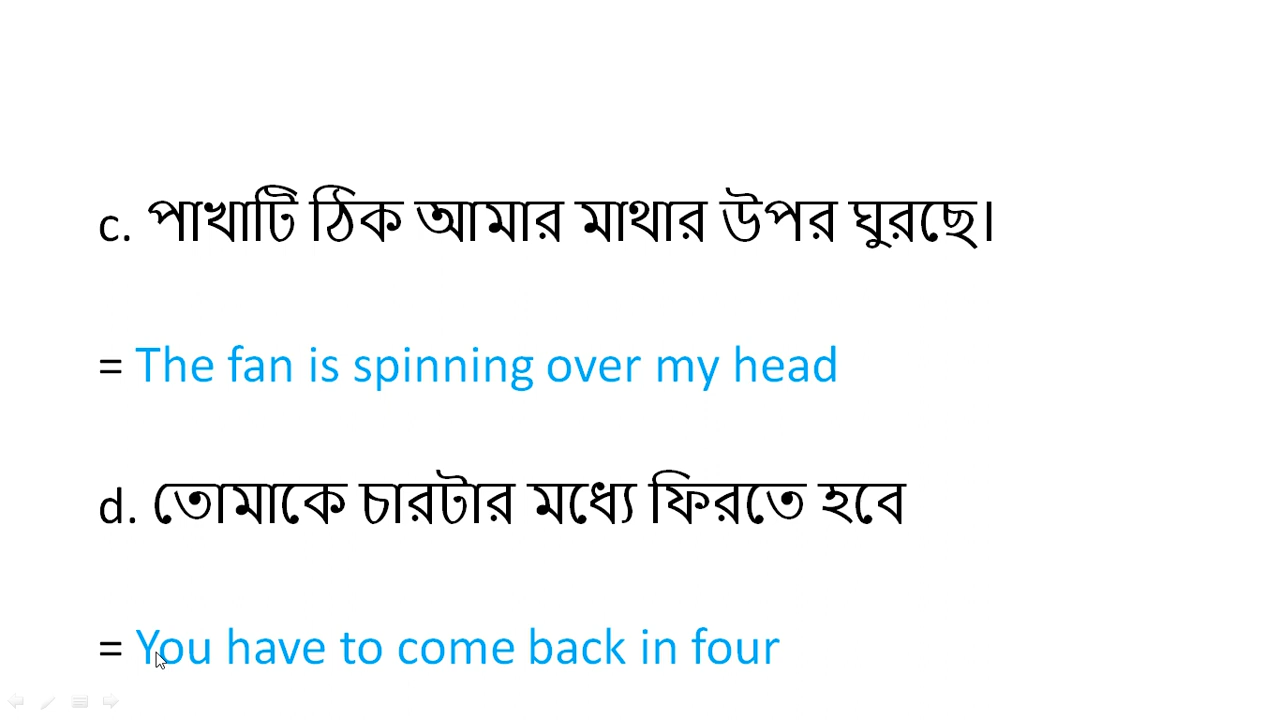 c. পাখাটি ঠিক আমার মাথার উপর ঘুরছে।
= The fan is spinning over my head
d. তোমাকে চারটার মধ্যে ফিরতে হবে
= You have to come back in four